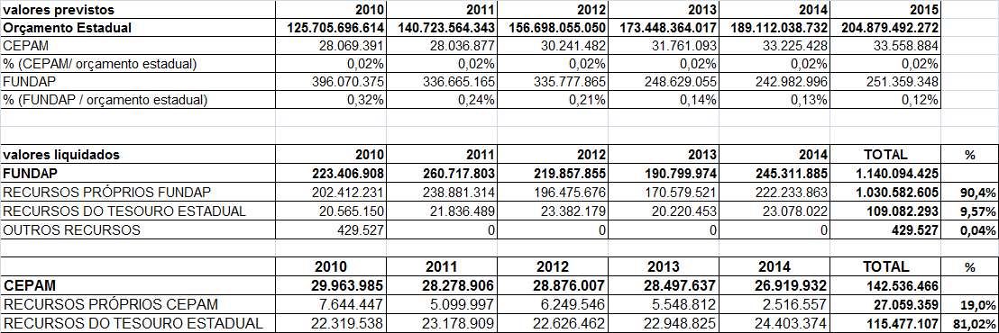 valores previstos 2010 2011 2012 2013 2014 2015
Orçamento Estadual 125.705.696.614 140.723.564.343 156.698.055.050 173.448.364.017 189.112.038.732 204.879.492.272
CEPAM 28.069.391 28.036.877 30.241.482 31.761.093 33.225.428 33.558.884
% (CEPAM/ orçamento estadual) 0,02% 0,02% 0,02% 0,02% 0,02% 0,02%
FUNDAP 396.070.375 336.665.165 335.777.865 248.629.055 242.982.996 251.359.348
% (FUNDAP / orçamento estadual) 0,32% 0,24% 0,21% 0,14% 0,13% 0,12%
valores liquidados 2010 2011 2012 2013 2014 TOTAL %
FUNDAP 223.406.908 260.717.803 219.857.855 190.799.974 245.311.885 1.140.094.425
RECURSOS PRÓPRIOS FUNDAP 202.412.231 238.881.314 196.475.676 170.579.521 222.233.863 1.030.582.605 90,4%
RECURSOS DO TESOURO ESTADUAL 20.565.150 21.836.489 23.382.179 20.220.453 23.078.022 109.082.293 9,57%
OUTROS RECURSOS 429.527 0 0 0 0 429.527 0,04%
2010 2011 2012 2013 2014 TOTAL %
CEPAM 29.963.985 28.278.906 28.876.007 28.497.637 26.919.932 142.536.466
RECURSOS PRÓPRIOS CEPAM 7.644.447 5.099.997 6.249.546 5.548.812 2.516.557 27.059.359 19,0%
RECURSOS DO TESOURO ESTADUAL 22.319.538 23.178.909 22.626.462 22.948.825 24.403.374 115.477.107 81,02%